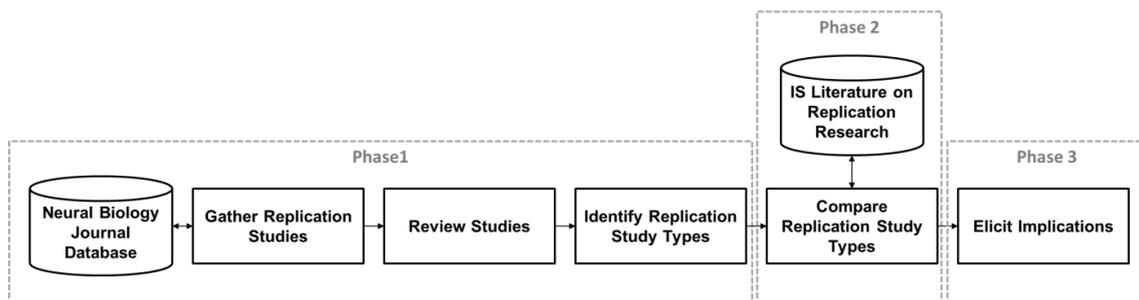 Phase 2
IS Literature on
Replication
Research
Phase1
Phase 3
Neural Biology
Journal
Database
Gather Replication
Studies
Review Studies
Identify Replication
Study Types
Compare
Replication Study
Types
Elicit Implications